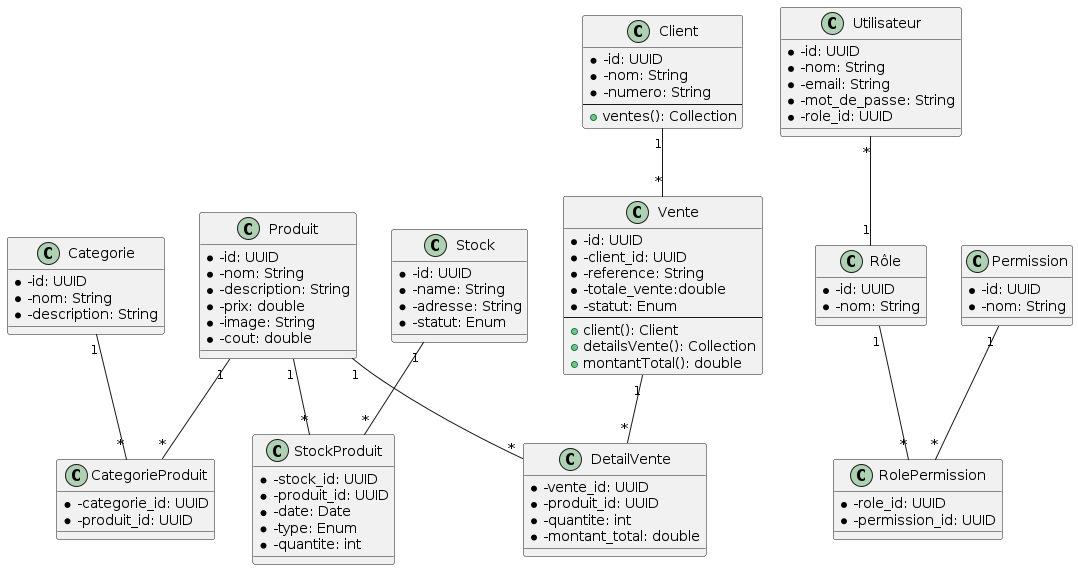 C Client
-id: UUID
-nom: String
-numero: String
ventes(): Collection
C Utilisateur
-id: UUID
-nom: String
-email: String
-mot_de_passe: String
-role_id: UUID
1
*
*
1
C Categorie
-id: UUID
-nom: String
-description: String
C Produit
-id: UUID
-nom: String
-description: String
-prix: double
-image: String
-cout: double
C Stock
-id: UUID
-name: String
-adresse: String
-statut: Enum
C Vente
-id: UUID
-client_id: UUID
-reference: String
-totale_vente:double
-statut: Enum
client(): Client
detailsVente(): Collection
montantTotal(): double
C Rôle
-id: UUID
-nom: String
C Permission
-id: UUID
-nom: String
1
1
1
1
1
1
1
1
*
*
*
*
*
*
*
*
C CategorieProduit
-categorie_id: UUID
-produit_id: UUID
C StockProduit
-stock_id: UUID
-produit_id: UUID
-date: Date
-type: Enum
-quantite: int
C DetailVente
-vente_id: UUID
-produit_id: UUID
-quantite: int
-montant_total: double
C RolePermission
-role_id: UUID
-permission_id: UUID